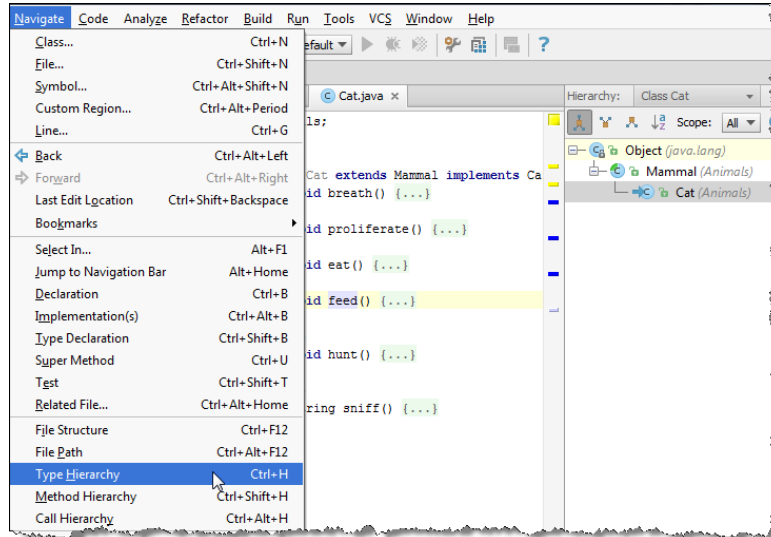 Navigate Code Analyze Refactor Build Run Tools VCS Window Help
Class... Ctrl+N
File... Ctrl+Shift+N
Symbol... Ctrl+Alt+Shift+N
Custom Region... Ctrl+Alt+Period
Line... Ctrl+G
Back Ctrl+Alt+Left
Forward Ctrl+Alt+Right
Last Edit Location Ctrl+Shift+Backspace
Bookmarks
Select In... Alt+F1
Jump to Navigation Bar Alt+Home
Declaration Ctrl+B
Implementation(s) Ctrl+Alt+B
Type Declaration Ctrl+Shift+B
Super Method Ctrl+U
Test Ctrl+Shift+T
Related File... Ctrl+Alt+Home
File Structure Ctrl+F12
File Path Ctrl+Alt+F12
Type Hierarchy Ctrl+H
Method Hierarchy Ctrl+Shift+H
Call Hierarchy Ctrl+Alt+H
efault ?
Cat.java ×
ls;
Cat extends Mammal implements Ca
id breath() {...}
id proliferate() {...}
id eat() {...}
id feed() {...}
id hunt() {...}
ring sniff() {...}
Hierarchy: Class Cat
Scope: All
Object (java.lang)
Mammal (Animals)
Cat (Animals)